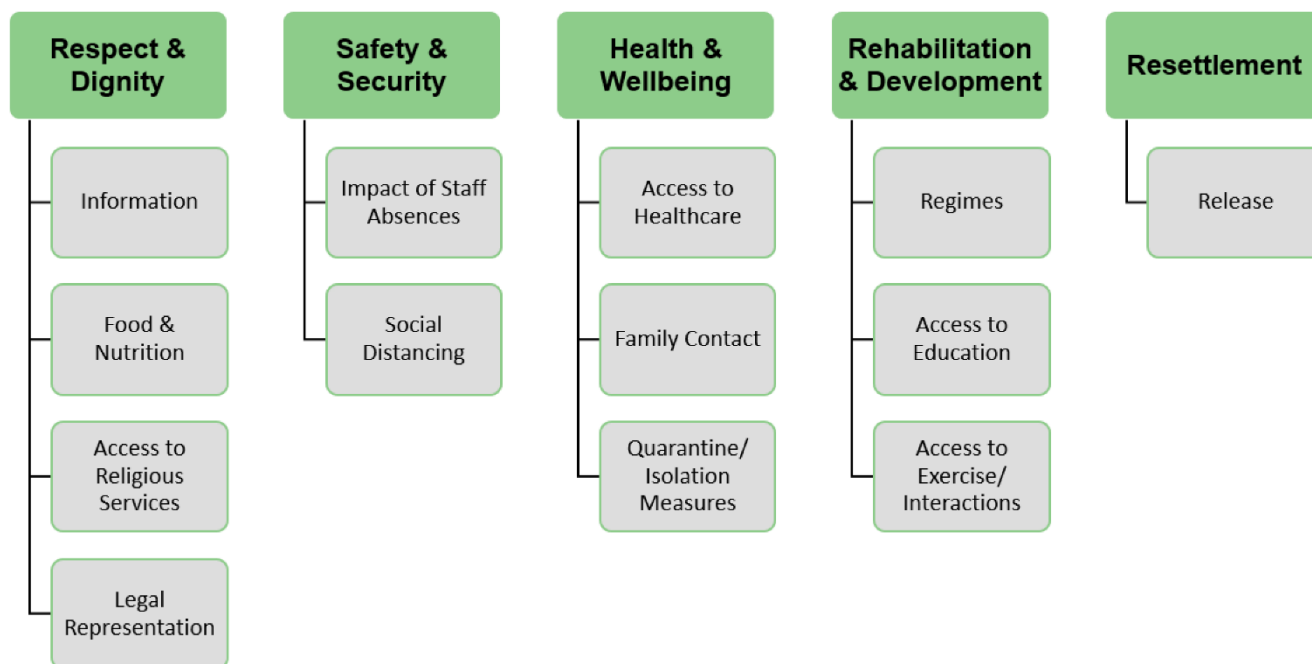 Respect &
Dignity
Information
Food &
Nutrition
Access to
Religious
Services
Legal
Representation
Safety &
Security
Impact of Staff
Absences
Social
Distancing
Health &
Wellbeing
Access to
Healthcare
Family Contact
Quarantine/
Isolation
Measures
Rehabilitation
& Development
Regimes
Access to
Education
Access to
Exercise/
Interactions
Resettlement
Release